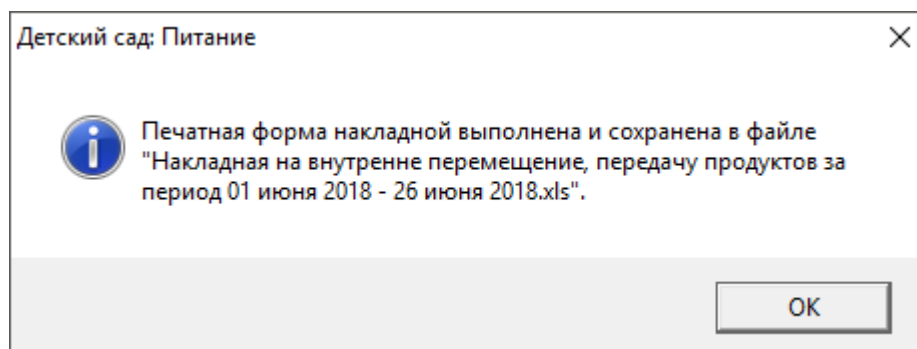 Детский сад: Питание
Печатная форма накладной выполнена и сохранена в файле
"Накладная на внутренне перемещение, передачу продуктов за
период 01 июня 2018 - 26 июня 2018.xls".
OK